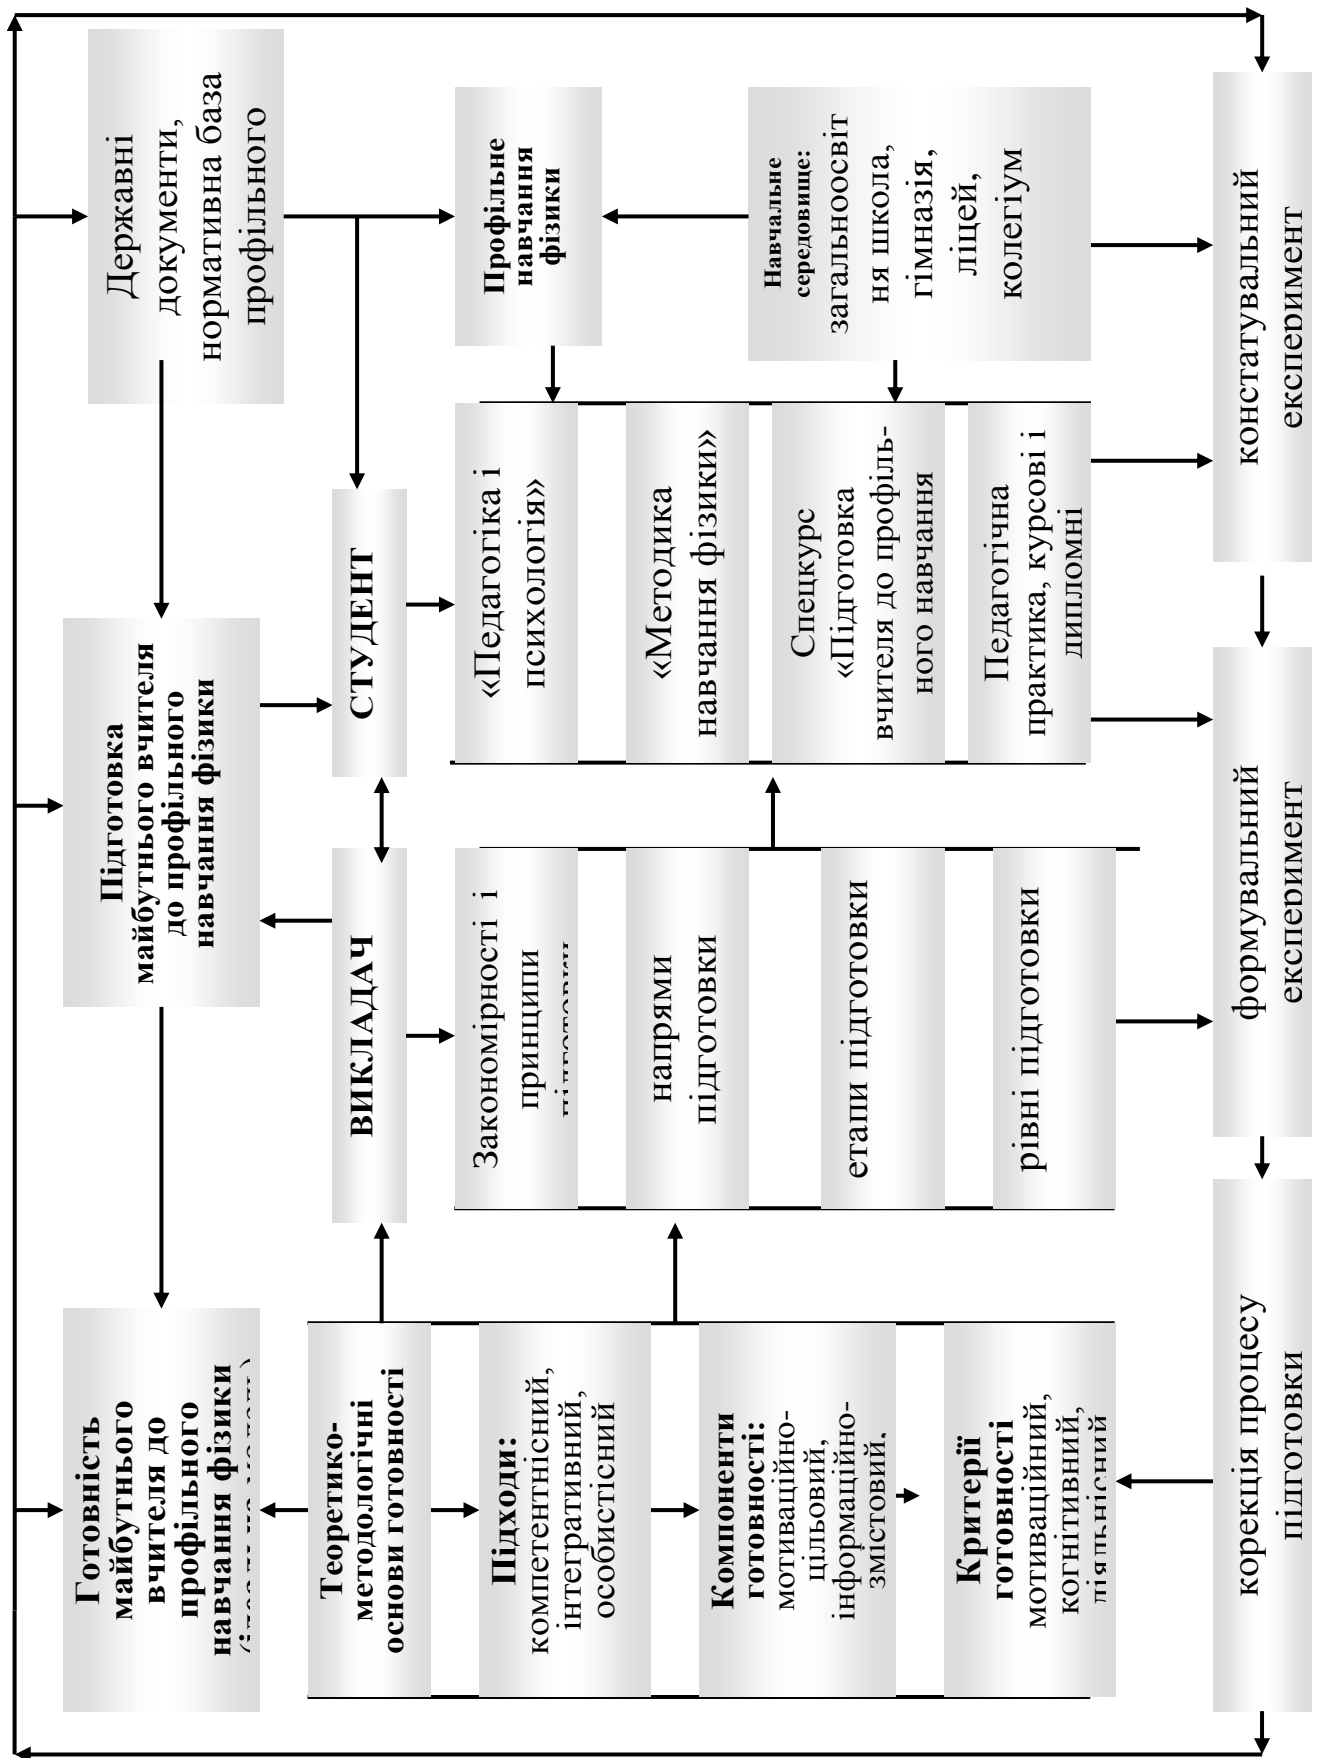 Готовність
майбутнього
вчителя до
профільного
навчання фізики
Підготовка
майбутнього вчителя
до профільного
навчання фізики
Державні
документи,
нормативна база
профільного
ВИКЛАДАЧ
СТУДЕНТ
Теоретико-
методологічні
основи готовності
Закономірності і
принципи
«Педагогіка і
психологія»
Профільне
навчання
фізики
Підходи:
компетентнісний,
інтегративний,
особистісний
напрями
підготовки
«Методика
навчання фізики»
Компоненти
готовності:
мотиваційно-
цільовий,
інформаційно-
змістовий,
етапи підготовки
Спецкурс
«Підготовка
вчителя до профіль-
ного навчання
Навчальне
середовище:
загальноосвіт
ня школа,
гімназія,
ліцей,
колегіум
Критерії
готовності
мотиваційний,
когнітивний,
діяльнісний
рівні підготовки
Педагогічна
практика, курсові і
дипломні
корекція процесу
підготовки
формувальний
експеримент
констатувальний
експеримент